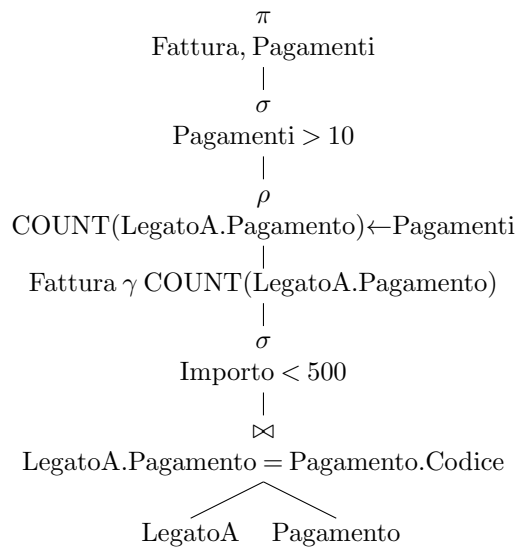 π
Fattura, Pagamenti
σ
Pagamenti > 10
ρ
COUNT(LegatoA.Pagamento)←Pagamenti
Fattura γ COUNT(LegatoA.Pagamento)
σ
Importo < 500
⋈
LegatoA.Pagamento = Pagamento.Codice
LegatoA Pagamento